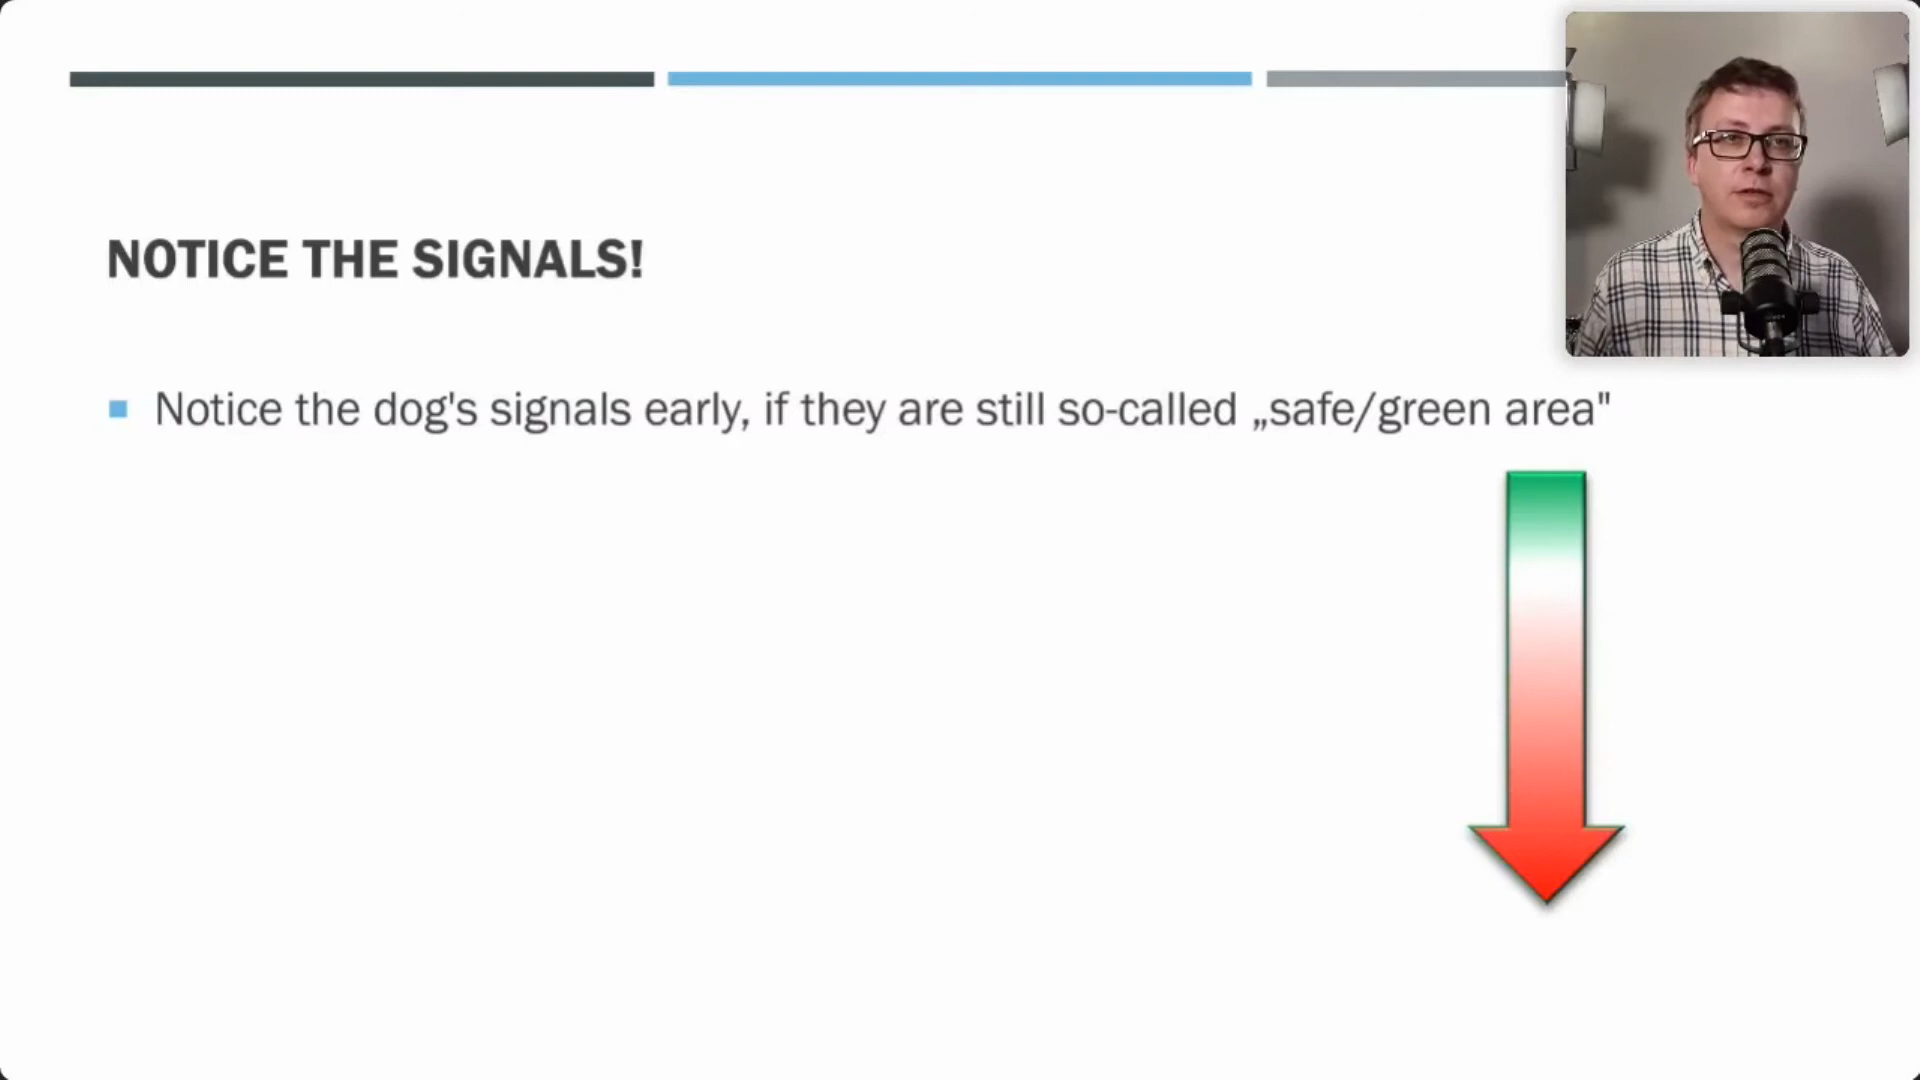 NOTICE THE SIGNALS!
Notice the dog's signals early, if they are still so-called „safe/green area"